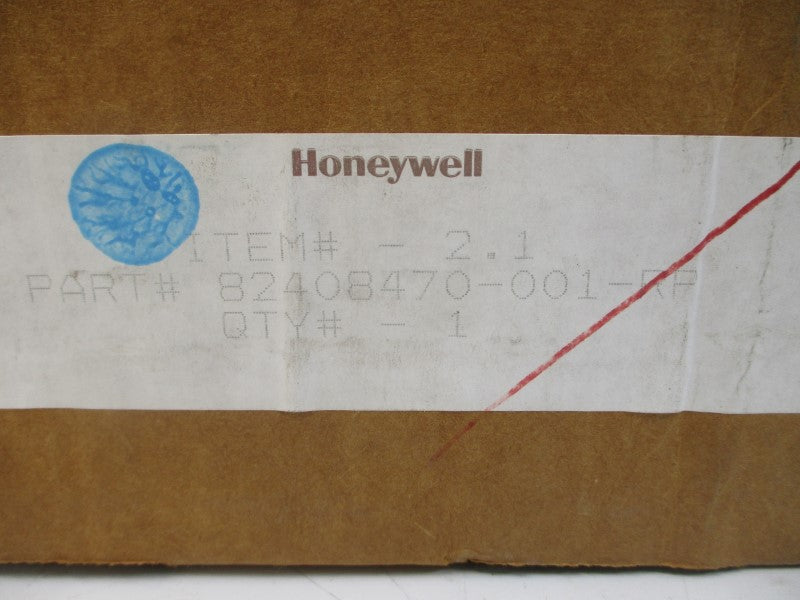 Honeywell
ITEM# - 2.1
PART# 82408470-001-RP
QTY# - 1